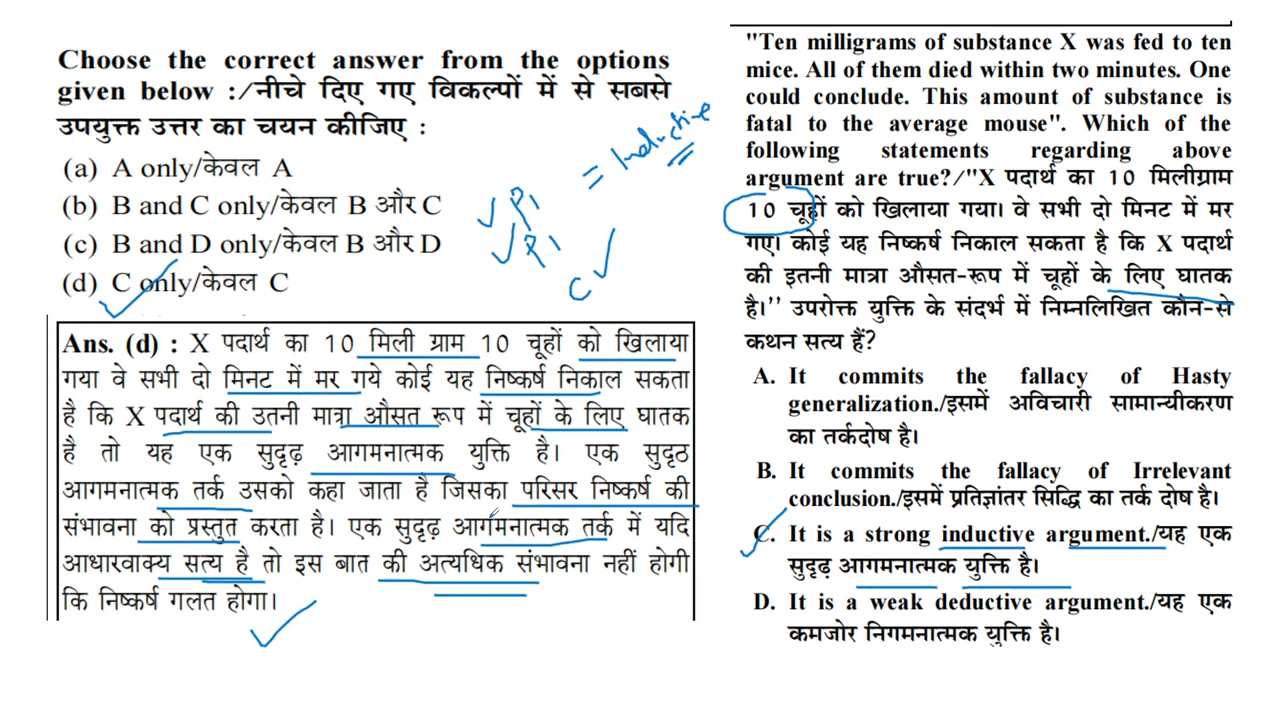 Choose the correct answer from the options
given below :/नीचे दिए गए विकल्पों में से सबसे
उपयुक्त उत्तर का चयन कीजिए :
(a) A only/केवल A
(b) B and C only/केवल B और C
(c) B and D only/केवल B और D
(d) C only/केवल C
P1
P1
C
= Inductive
Ans. (d) : X पदार्थ का 10 मिली ग्राम 10 चूहों को खिलाया
गया वे सभी दो मिनट में मर गये कोई यह निष्कर्ष निकाल सकता
है कि X पदार्थ की उतनी मात्रा औसत रूप में चूहों के लिए घातक
है तो यह एक सुदृढ़ आगमनात्मक युक्ति है। एक सुदृठ
आगमनात्मक तर्क उसको कहा जाता है जिसका परिसर निष्कर्ष की
संभावना को प्रस्तुत करता है। एक सुदृढ़ आगमनात्मक तर्क में यदि
आधारवाक्य सत्य है तो इस बात की अत्यधिक संभावना नहीं होगी
कि निष्कर्ष गलत होगा।
"Ten milligrams of substance X was fed to ten
mice. All of them died within two minutes. One
could conclude. This amount of substance is
fatal to the average mouse". Which of the
following statements regarding above
argument are true?/"X पदार्थ का 10 मिलीग्राम
10 चूहों को खिलाया गया। वे सभी दो मिनट में मर
गए। कोई यह निष्कर्ष निकाल सकता है कि X पदार्थ
की इतनी मात्रा औसत-रूप में चूहों के लिए घातक
है।'' उपरोक्त युक्ति के संदर्भ में निम्नलिखित कौन-से
कथन सत्य हैं?
A. It commits the fallacy of Hasty
generalization./इसमें अविचारी सामान्यीकरण
का तर्कदोष है।
B. It commits the fallacy of Irrelevant
conclusion./इसमें प्रतिज्ञांतर सिद्धि का तर्क दोष है।
C. It is a strong inductive argument./यह एक
सुदृढ़ आगमनात्मक युक्ति है।
D. It is a weak deductive argument./यह एक
कमजोर निगमनात्मक युक्ति है।